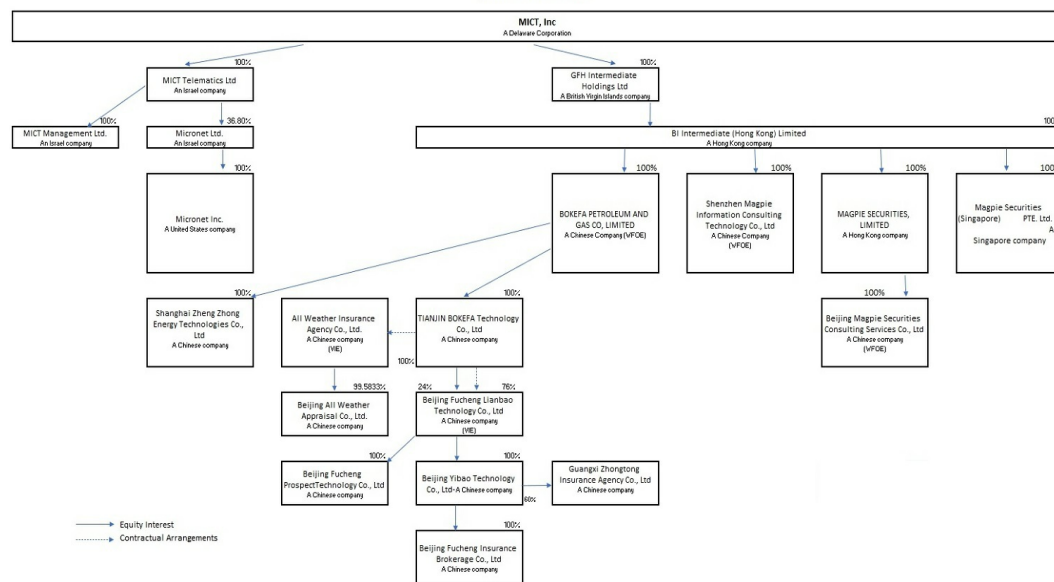 MICT, Inc
A Delaware Corporation
100%
100%
MICT Telematics Ltd
An Israel company
GFH Intermediate
Holdings Ltd
A British Virgin Islands company
100%
36.80%
100%
MICT Management Ltd.
An Israel company
Micronet Ltd.
An Israel company
BI Intermediate (Hong Kong) Limited
A Hong Kong company
100%
100%
100%
100%
100%
Micronet Inc.
A United States company
BOKEFA PETROLEUM AND
GAS CO, LIMITED
A Chinese Company (WFOE)
Shenzhen Magpie
Information Consulting
Technology Co., Ltd
A Chinese Company
(WFOE)
MAGPIE SECURITIES,
LIMITED
A Hong Kong company
Magpie Securities
(Singapore) PTE. Ltd.
A
Singapore company
100%
100%
100%
Shanghai Zheng Zhong
Energy Technologies Co.,
Ltd
A Chinese company
All Weather Insurance
Agency Co., Ltd.
A Chinese company
(VIE)
100%
TIANJIN BOKEFA Technology
Co., Ltd
A Chinese company
Beijing Magpie Securities
Consulting Services Co., Ltd
A Chinese company
(WFOE)
99.5833%
24%
76%
Beijing All Weather
Appraisal Co., Ltd.
A Chinese company
Beijing Fucheng Lianbao
Technology Co., Ltd
A Chinese company
(VIE)
100%
100%
Beijing Fucheng
ProspectTechnology Co., Ltd
A Chinese company
Beijing Yibao Technology
Co., Ltd-A Chinese company
60%
Guangxi Zhongtong
Insurance Agency Co., Ltd
A Chinese company
100%
Beijing Fucheng Insurance
Brokerage Co., Ltd
A Chinese company
Equity Interest
Contractual Arrangements